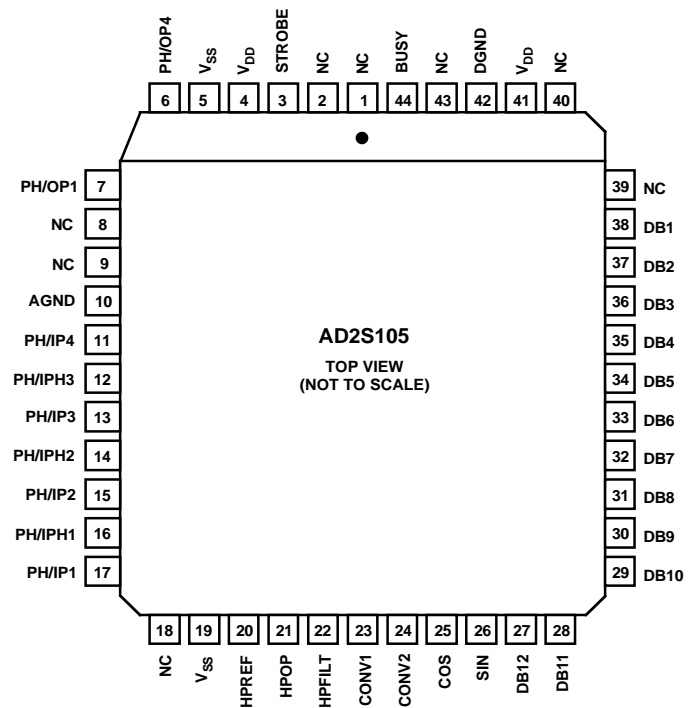 PH/OP4
VSS
VDD
STROBE
NC
NC
BUSY
NC
DGND
VDD
NC
6
5
4
3
2
1
44
43
42
41
40
PH/OP1 7
NC 8
NC 9
AGND 10
PH/IP4 11
PH/IPH3 12
PH/IP3 13
PH/IPH2 14
PH/IP2 15
PH/IPH1 16
PH/IP1 17
AD2S105
TOP VIEW
(NOT TO SCALE)
39 NC
38 DB1
37 DB2
36 DB3
35 DB4
34 DB5
33 DB6
32 DB7
31 DB8
30 DB9
29 DB10
18
19
20
21
22
23
24
25
26
27
28
NC
VSS
HPREF
HPOP
HPFILT
CONV1
CONV2
COS
SIN
DB12
DB11